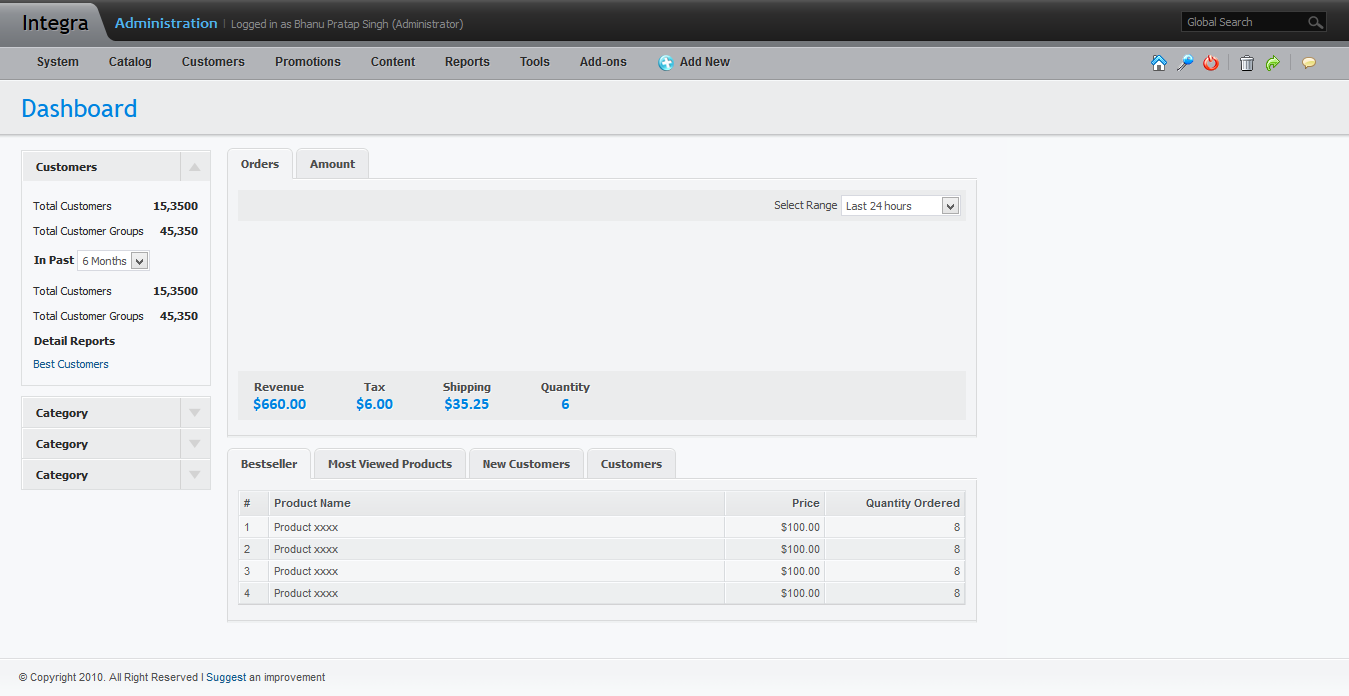 Integra
Administration | Logged in as Bhanu Pratap Singh (Administrator)
Global Search
System Catalog Customers Promotions Content Reports Tools Add-ons Add New
Dashboard
Customers
Total Customers 15,3500
Total Customer Groups 45,350
In Past 6 Months
Total Customers 15,3500
Total Customer Groups 45,350
Detail Reports
Best Customers
Category
Category
Category
Orders Amount
Select Range Last 24 hours
Revenue Tax Shipping Quantity
$660.00 $6.00 $35.25 6
Bestseller Most Viewed Products New Customers Customers
# Product Name Price Quantity Ordered
1 Product xxxx $100.00 8
2 Product xxxx $100.00 8
3 Product xxxx $100.00 8
4 Product xxxx $100.00 8
© Copyright 2010. All Right Reserved | Suggest an improvement